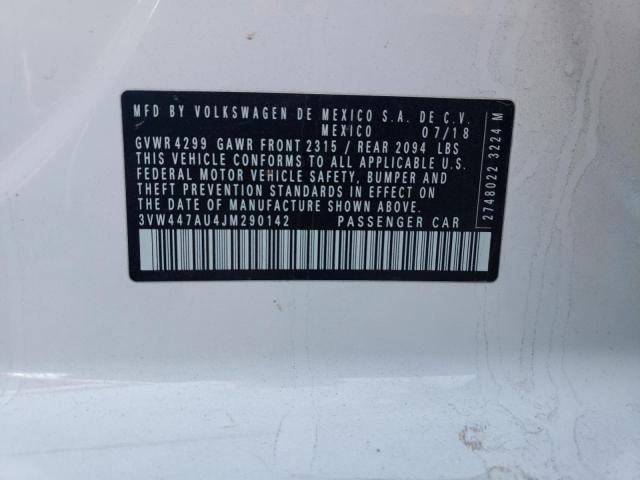 MFD BY VOLKSWAGEN DE MEXICO S.A. DE C.V.
MEXICO 07/18
GVWR 4299 GAWR FRONT 2315 / REAR 2094 LBS
THIS VEHICLE CONFORMS TO ALL APPLICABLE U.S.
FEDERAL MOTOR VEHICLE SAFETY, BUMPER AND
THEFT PREVENTION STANDARDS IN EFFECT ON
THE DATE OF MANUFACTURE SHOWN ABOVE.
3VW447AU4JM290142 PASSENGER CAR
2748022 3224 M